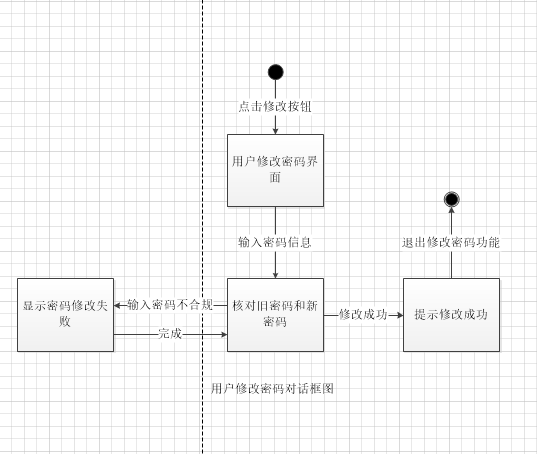 点击修改按钮
用户修改密码界
面
输入密码信息
退出修改密码功能
显示密码修改失
败
输入密码不合规
完成
核对旧密码和新
密码
修改成功
提示修改成功
用户修改密码对话框图